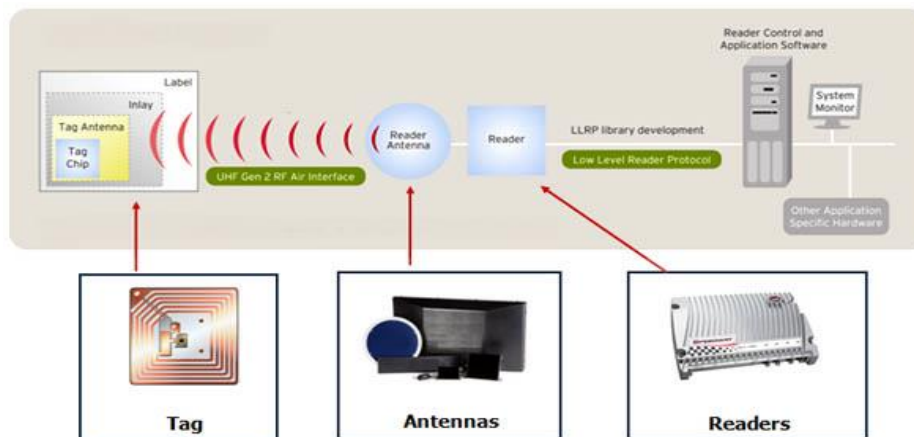 Reader Control and
Application Software
Label
Inlay
Tag Antenna
Tag
Chip
Reader
Antenna
Reader
LLRP library development
System
Monitor
UHF Gen 2 RF Air Interface
Low Level Reader Protocol
Other Application
Specific Hardware
Tag
Antennas
Readers